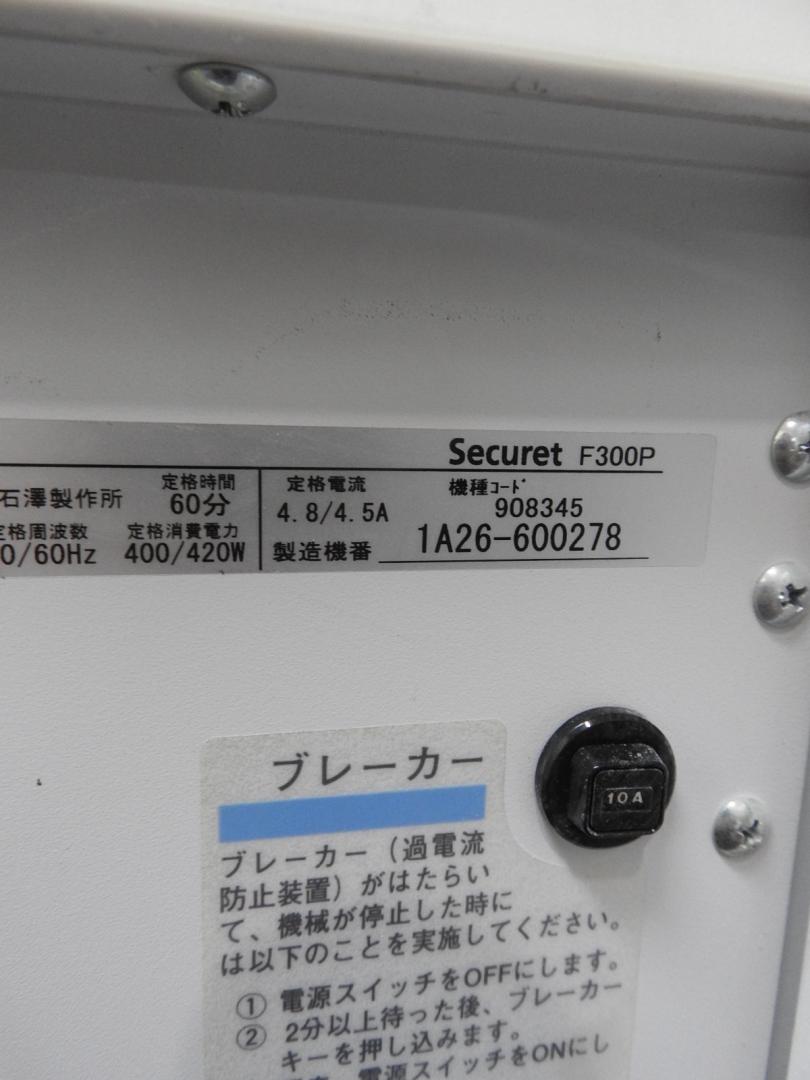 Securet F300P
石澤製作所
定格時間
60分
定格電流
4.8/4.5A
機種コード
908345
定格周波数
0/60Hz
定格消費電力
400/420W
製造機番
1A26-600278
10A
ブレーカー
ブレーカー（過電流
防止装置）がはたらい
て、機械が停止した時に
は以下のことを実施してください。
① 電源スイッチをOFFにします。
② 2分以上待った後、ブレーカー
キーを押し込みます。
電源スイッチをONにし